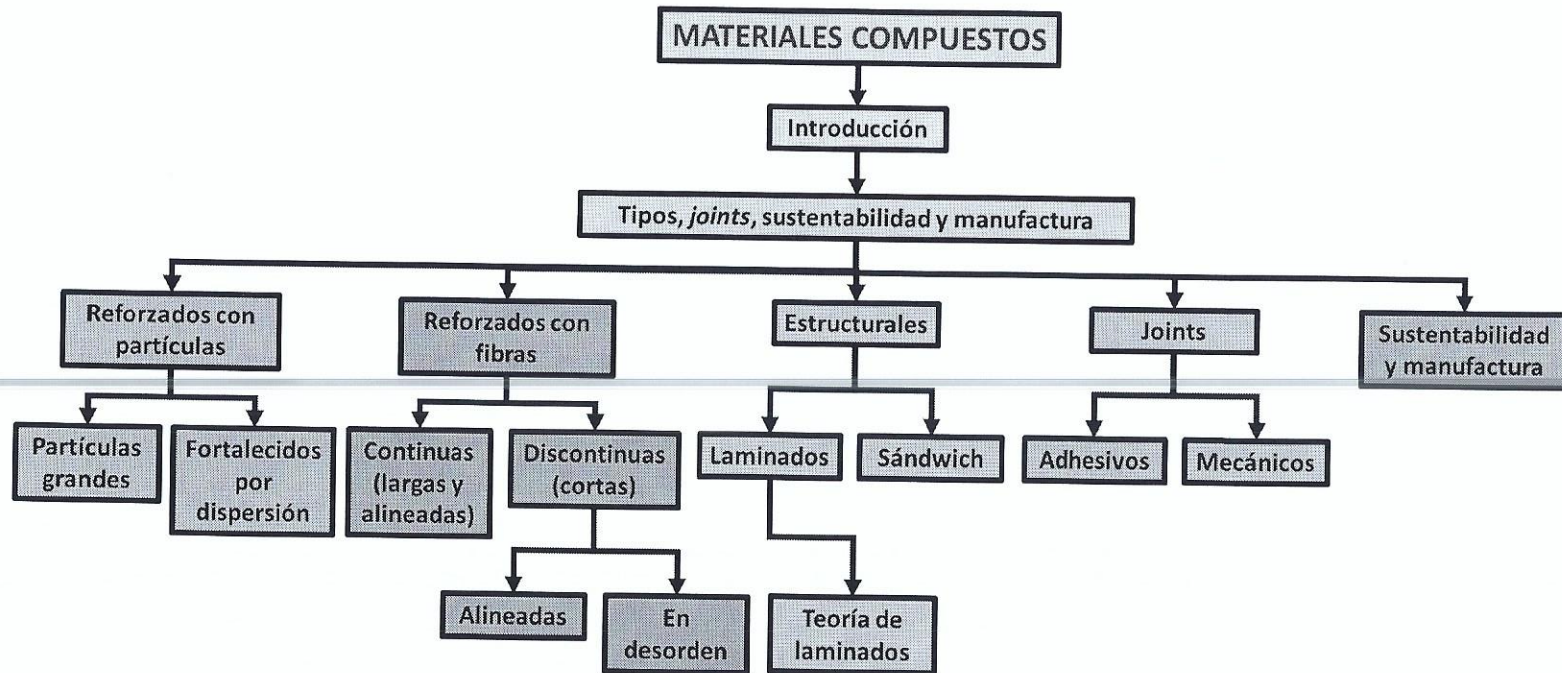 MATERIALES COMPUESTOS
Introducción
Tipos, joints, sustentabilidad y manufactura
Reforzados con
partículas
Reforzados con
fibras
Estructurales
Joints
Sustentabilidad
y manufactura
Partículas
grandes
Fortalecidos
por
dispersión
Continuas
(largas y
alineadas)
Discontinuas
(cortas)
Laminados
Sándwich
Adhesivos
Mecánicos
Alineadas
En
desorden
Teoría de
laminados